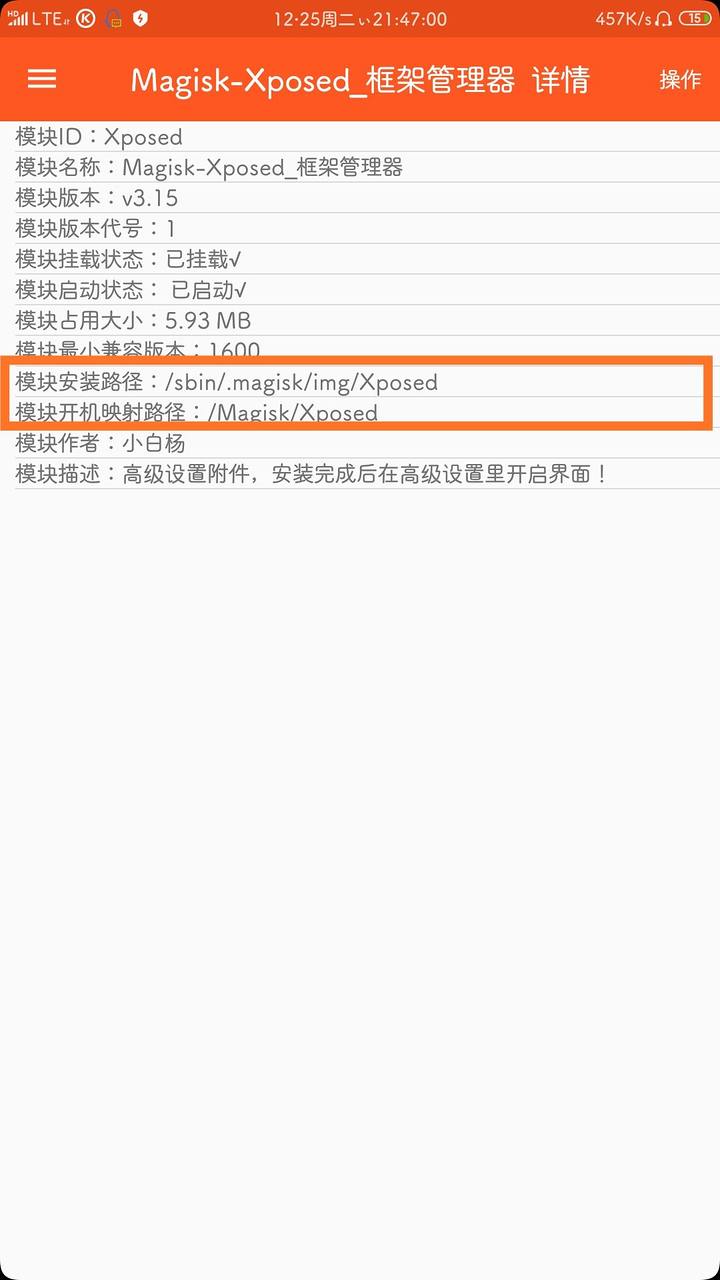 HD LTE 12·25周二 ぃ21:47:00 457K/s 15
Magisk-Xposed_框架管理器 详情 操作
模块ID：Xposed
模块名称：Magisk-Xposed_框架管理器
模块版本：v3.15
模块版本代号：1
模块挂载状态：已挂载√
模块启动状态： 已启动√
模块占用大小：5.93 MB
模块最小兼容版本：1600
模块安装路径：/sbin/.magisk/img/Xposed
模块开机映射路径：/Magisk/Xposed
模块作者：小白杨
模块描述：高级设置附件，安装完成后在高级设置里开启界面！